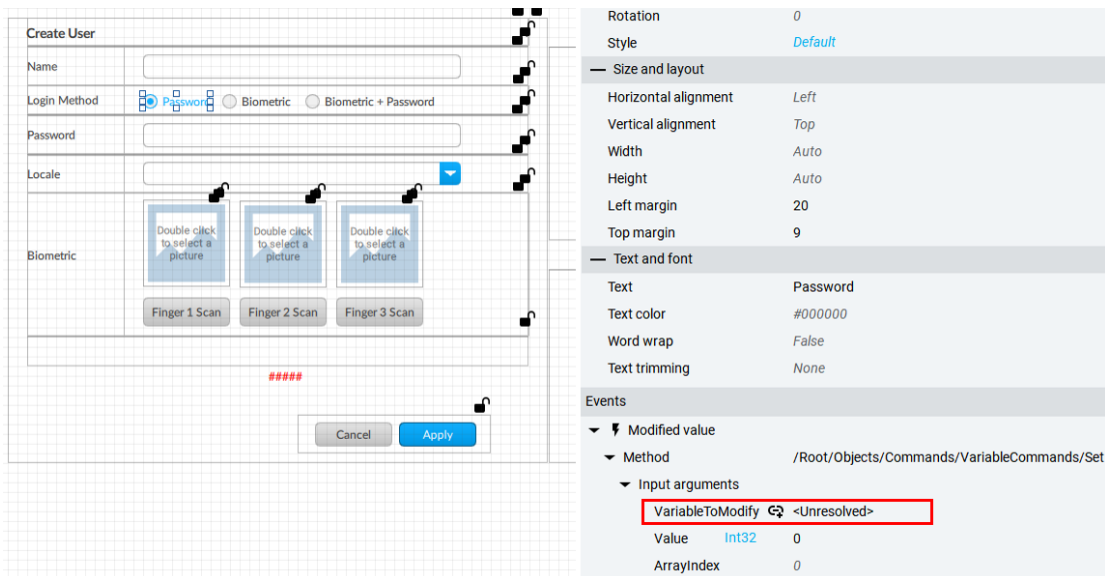 Create User
Name
Login Method
Password
Biometric
Biometric + Password
Password
Locale
Biometric
Double click
to select a
picture
Double click
to select a
picture
Double click
to select a
picture
Finger 1 Scan
Finger 2 Scan
Finger 3 Scan
#####
Cancel
Apply
Rotation 0
Style Default
Size and layout
Horizontal alignment Left
Vertical alignment Top
Width Auto
Height Auto
Left margin 20
Top margin 9
Text and font
Text Password
Text color #000000
Word wrap False
Text trimming None
Events
Modified value
Method /Root/Objects/Commands/VariableCommands/Set
Input arguments
VariableToModify <Unresolved>
Value Int32 0
ArrayIndex 0